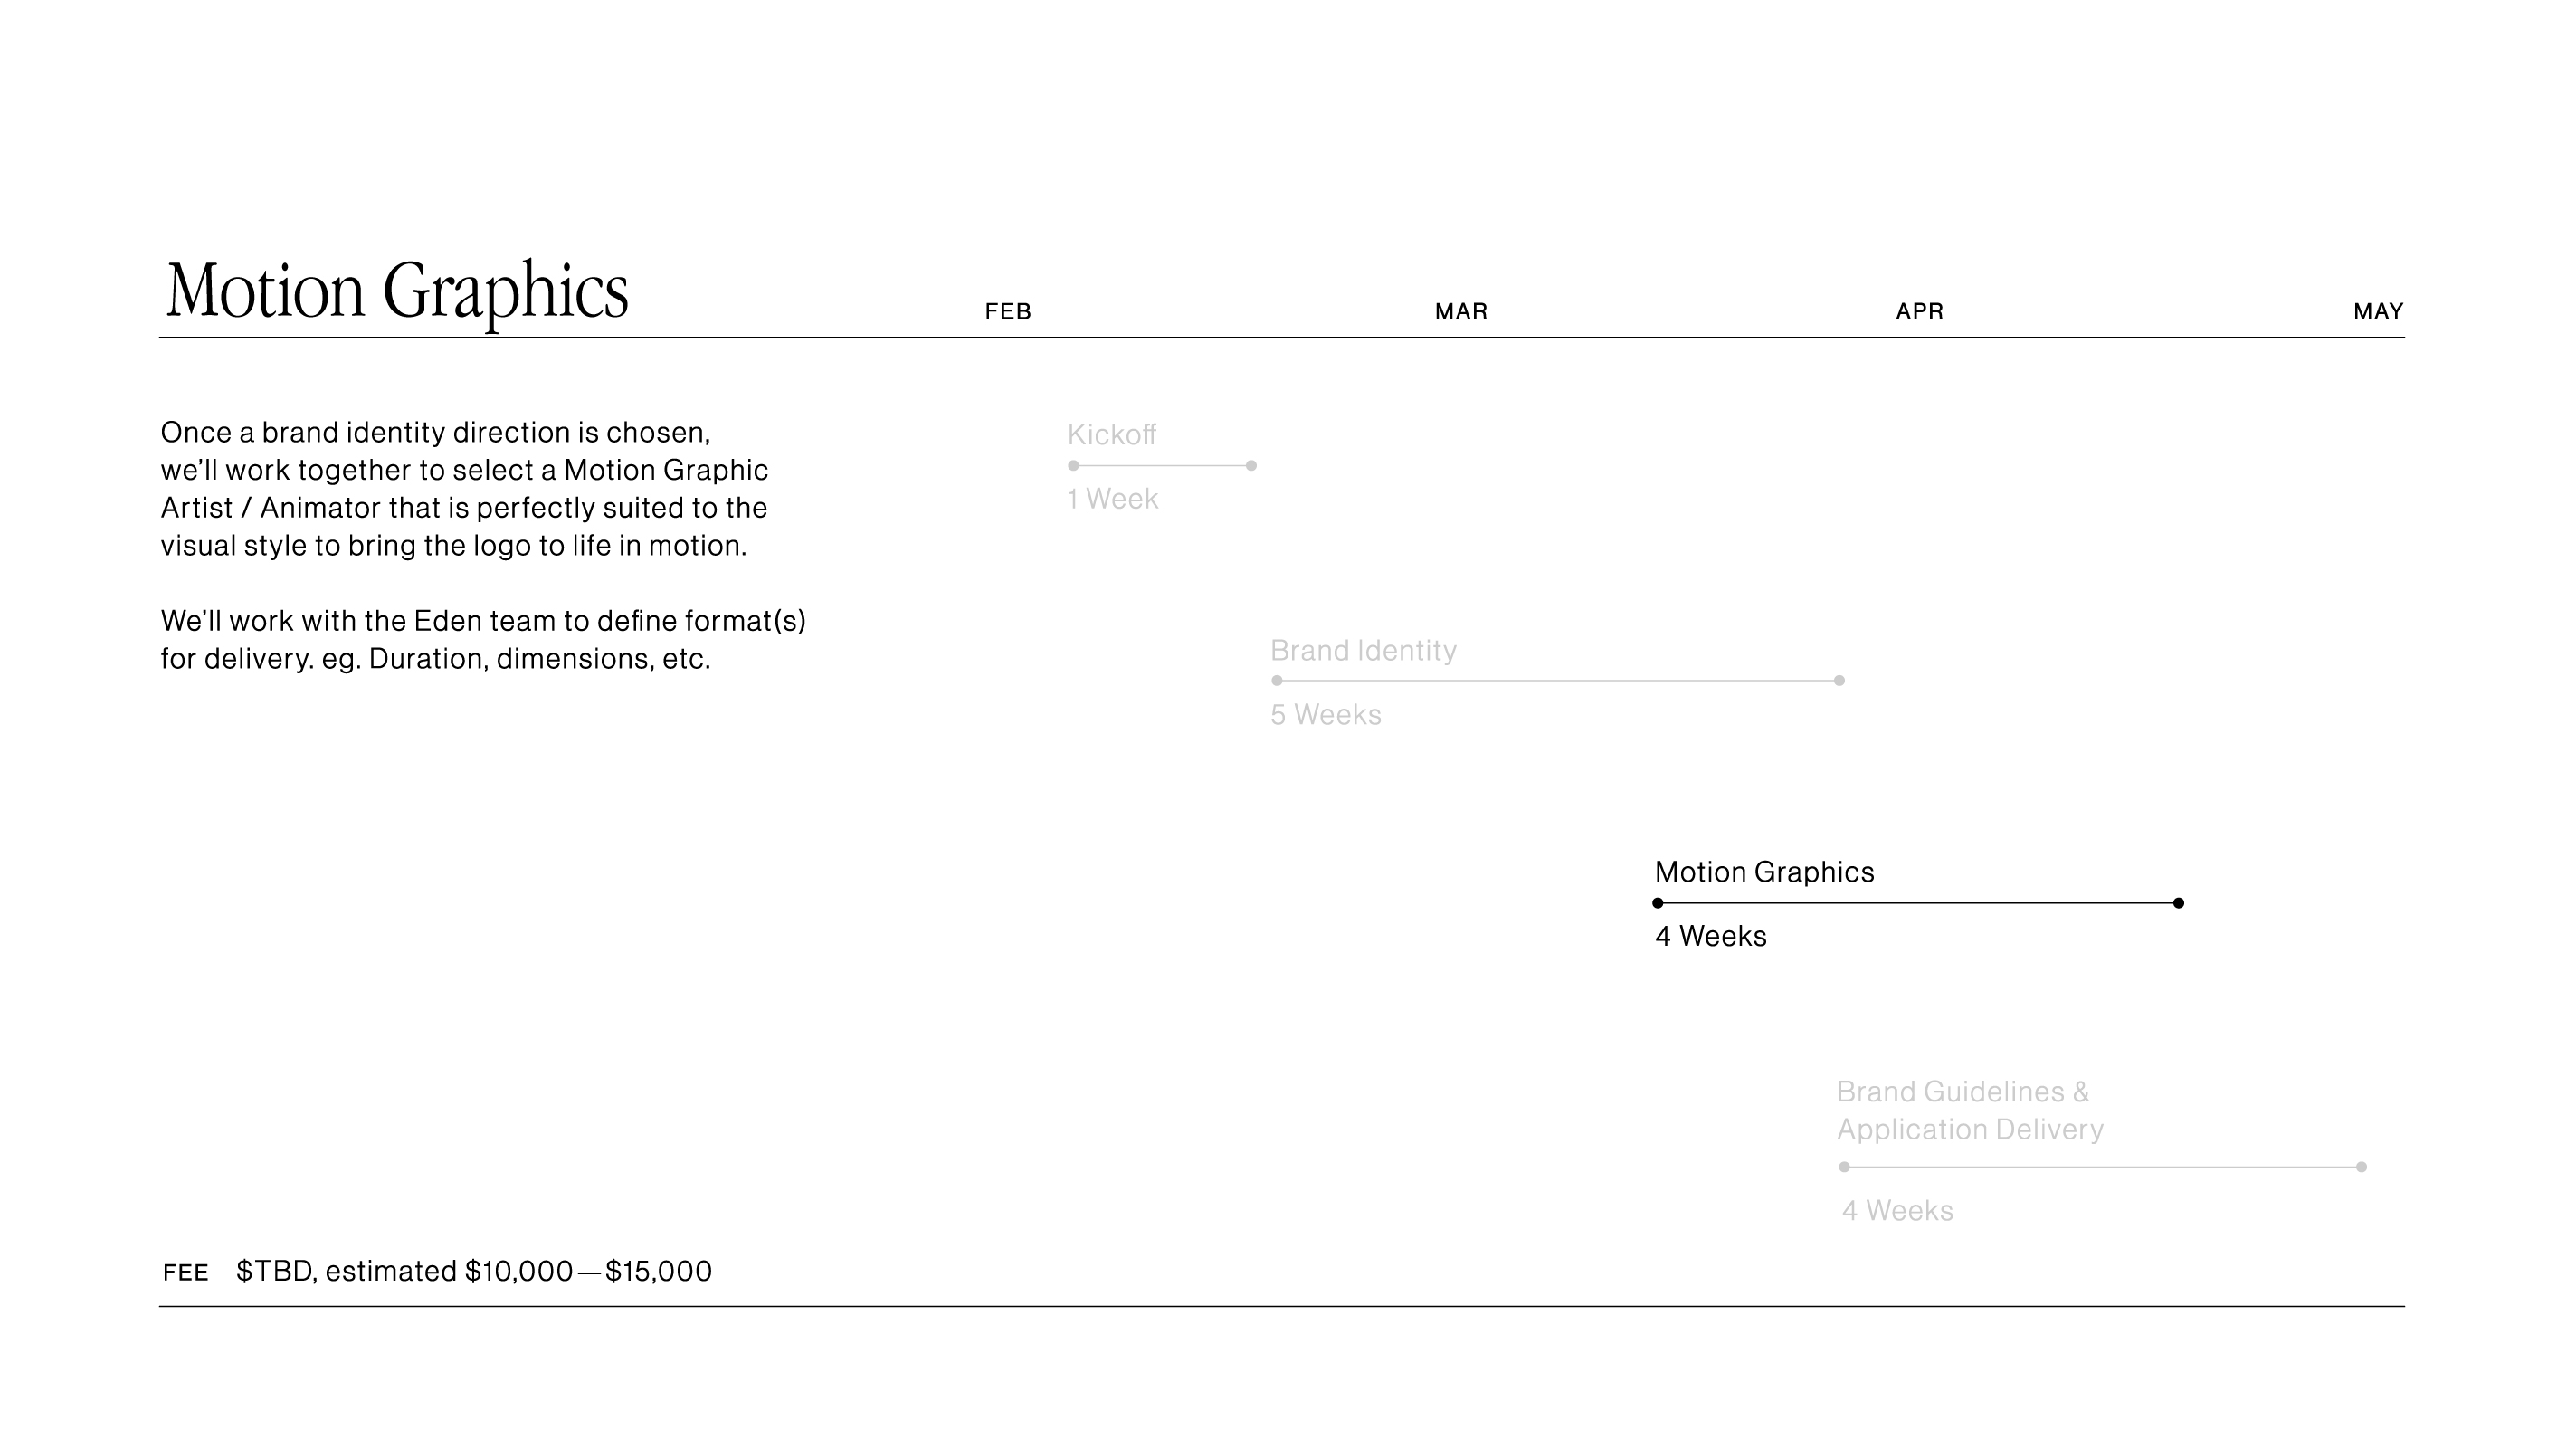 Motion Graphics
FEB
MAR
APR
MAY
Once a brand identity direction is chosen,
we’ll work together to select a Motion Graphic
Artist / Animator that is perfectly suited to the
visual style to bring the logo to life in motion.
We’ll work with the Eden team to define format(s)
for delivery. eg. Duration, dimensions, etc.
Kickoff
1 Week
Brand Identity
5 Weeks
Motion Graphics
4 Weeks
Brand Guidelines &
Application Delivery
4 Weeks
FEE $TBD, estimated $10,000—$15,000